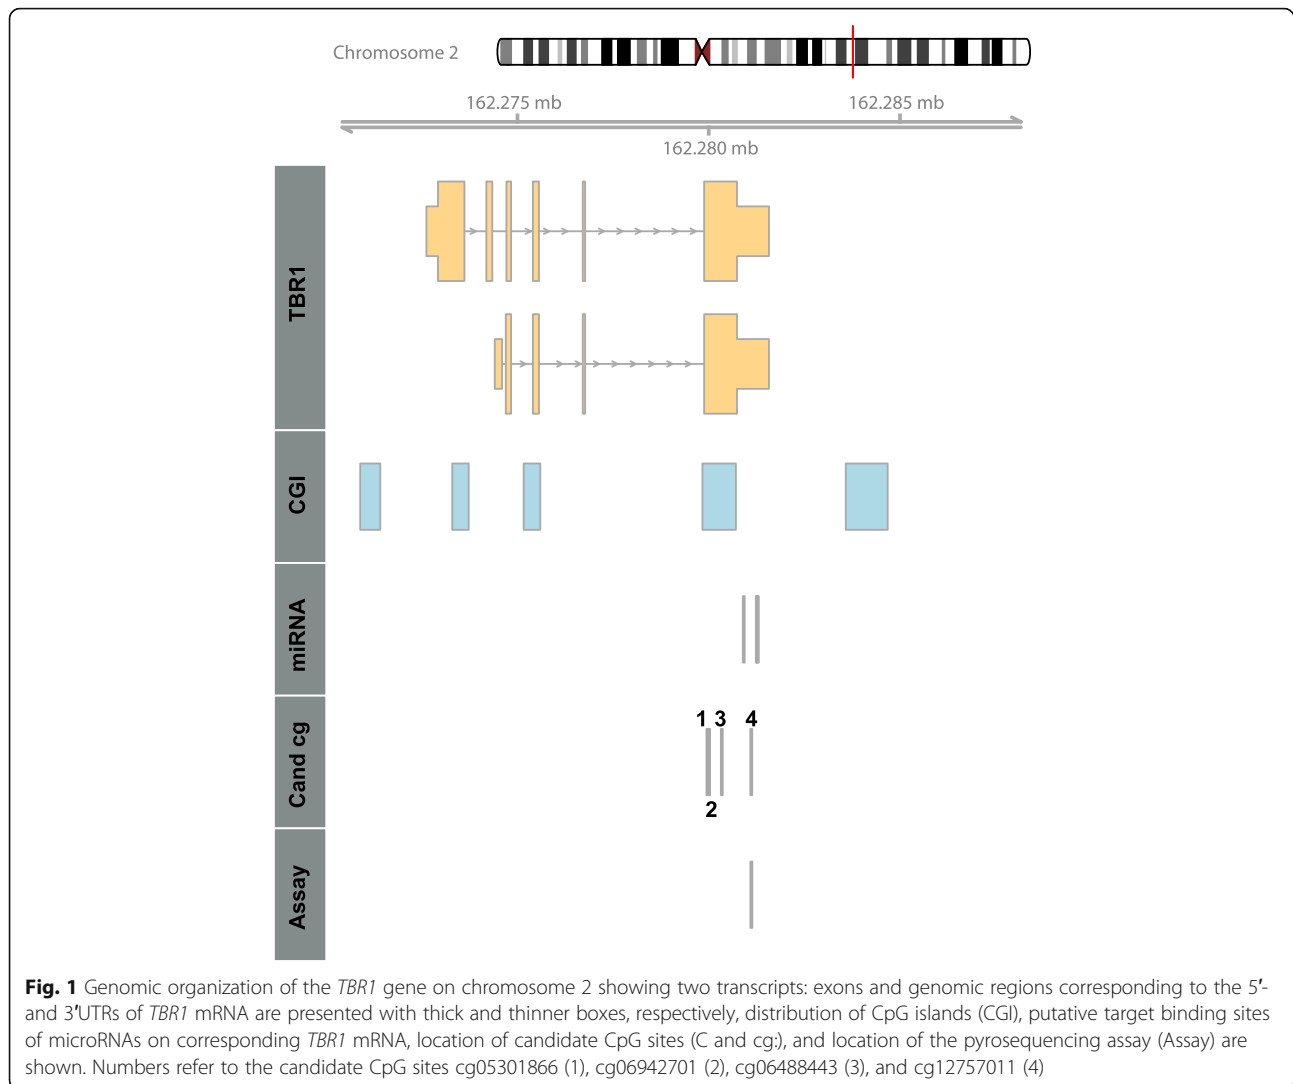 Chromosome 2
162.275 mb
162.285 mb
162.280 mb
TBR1
CGI
miRNA
Cand cg
1 3 4
2
Assay
Fig. 1 Genomic organization of the TBR1 gene on chromosome 2 showing two transcripts: exons and genomic regions corresponding to the 5′-
and 3′UTRs of TBR1 mRNA are presented with thick and thinner boxes, respectively, distribution of CpG islands (CGI), putative target binding sites
of microRNAs on corresponding TBR1 mRNA, location of candidate CpG sites (C and cg:), and location of the pyrosequencing assay (Assay) are
shown. Numbers refer to the candidate CpG sites cg05301866 (1), cg06942701 (2), cg06488443 (3), and cg12757011 (4)